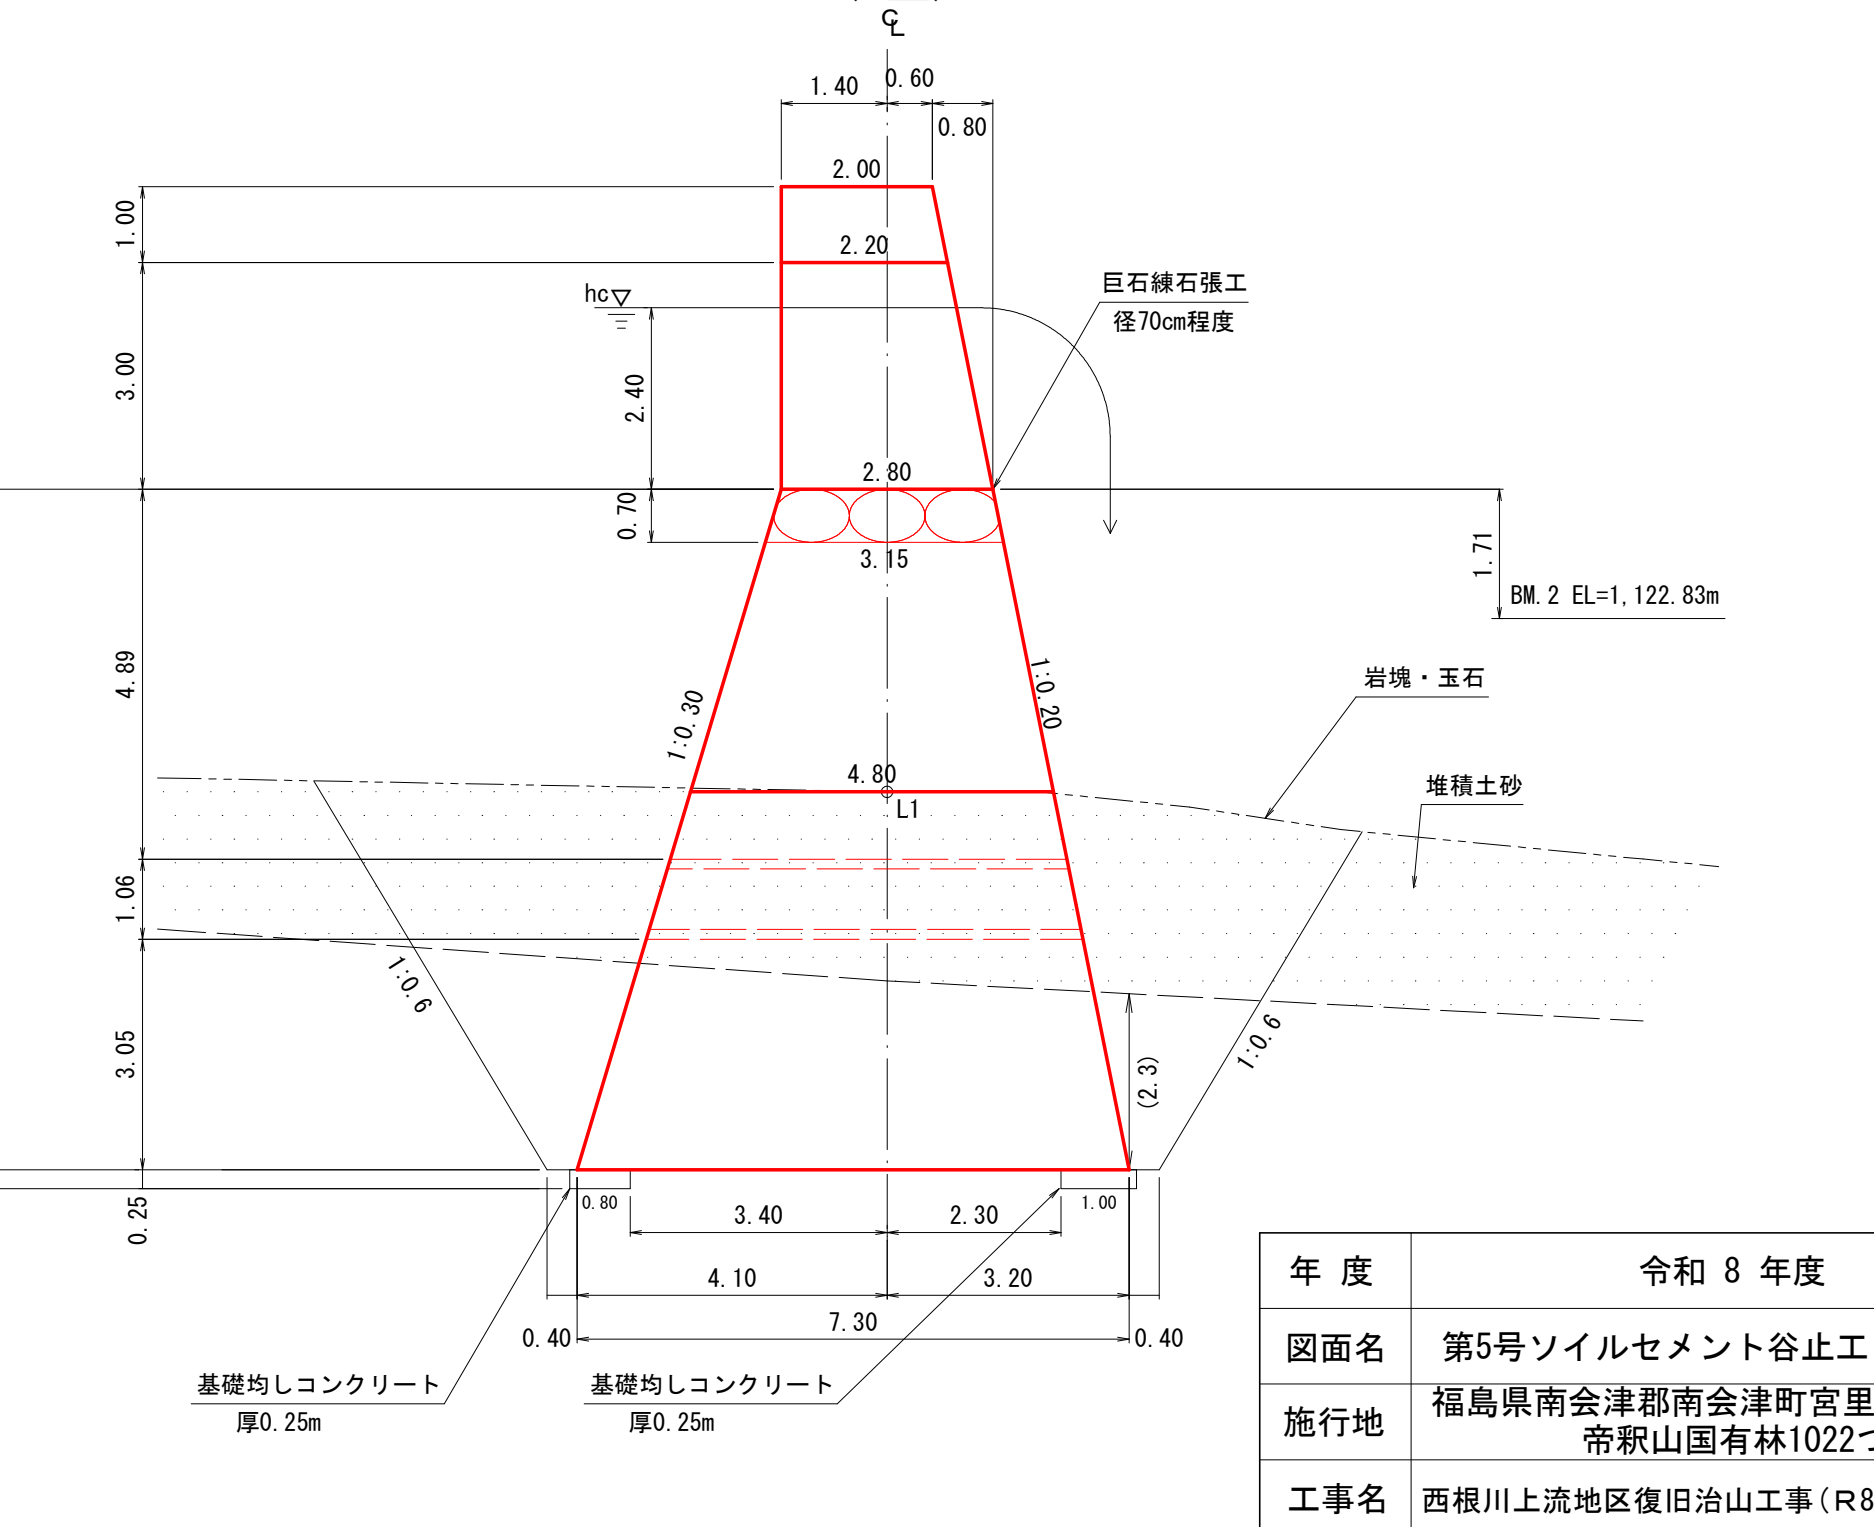 ℄
1.40
0.60
0.80
2.00
1.00
2.20
hc
巨石練石張工
径70cm程度
3.00
2.40
2.80
0.70
3.15
1.71
BM.2 EL=1,122.83m
4.89
1:0.30
1:0.20
岩塊・玉石
4.80
L1
堆積土砂
1.06
1:0.6
3.05
1:0.6
(2.3)
0.25
0.80
3.40
2.30
1.00
4.10
3.20
7.30
0.40
0.40
基礎均しコンクリート
厚0.25m
基礎均しコンクリート
厚0.25m
年 度 令和 8 年度
図面名 第5号ソイルセメント谷止工
施行地 福島県南会津郡南会津町宮里
帝釈山国有林1022
工事名 西根川上流地区復旧治山工事(R8